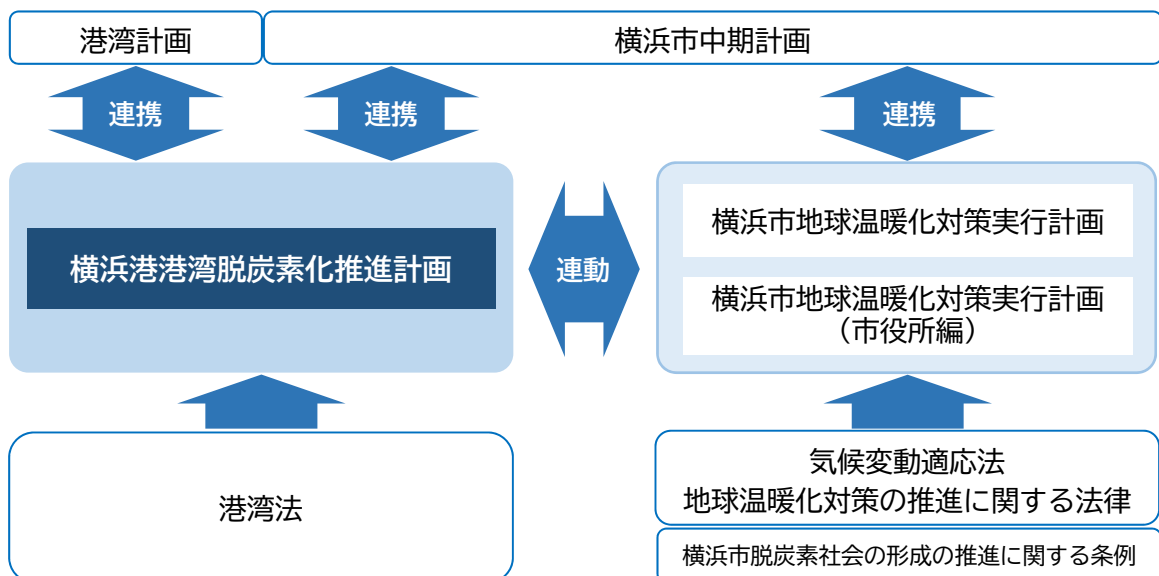 港湾計画
横浜市中期計画
連携
連携
連携
横浜港港湾脱炭素化推進計画
連動
横浜市地球温暖化対策実行計画
横浜市地球温暖化対策実行計画
（市役所編）
港湾法
気候変動適応法
地球温暖化対策の推進に関する法律
横浜市脱炭素社会の形成の推進に関する条例